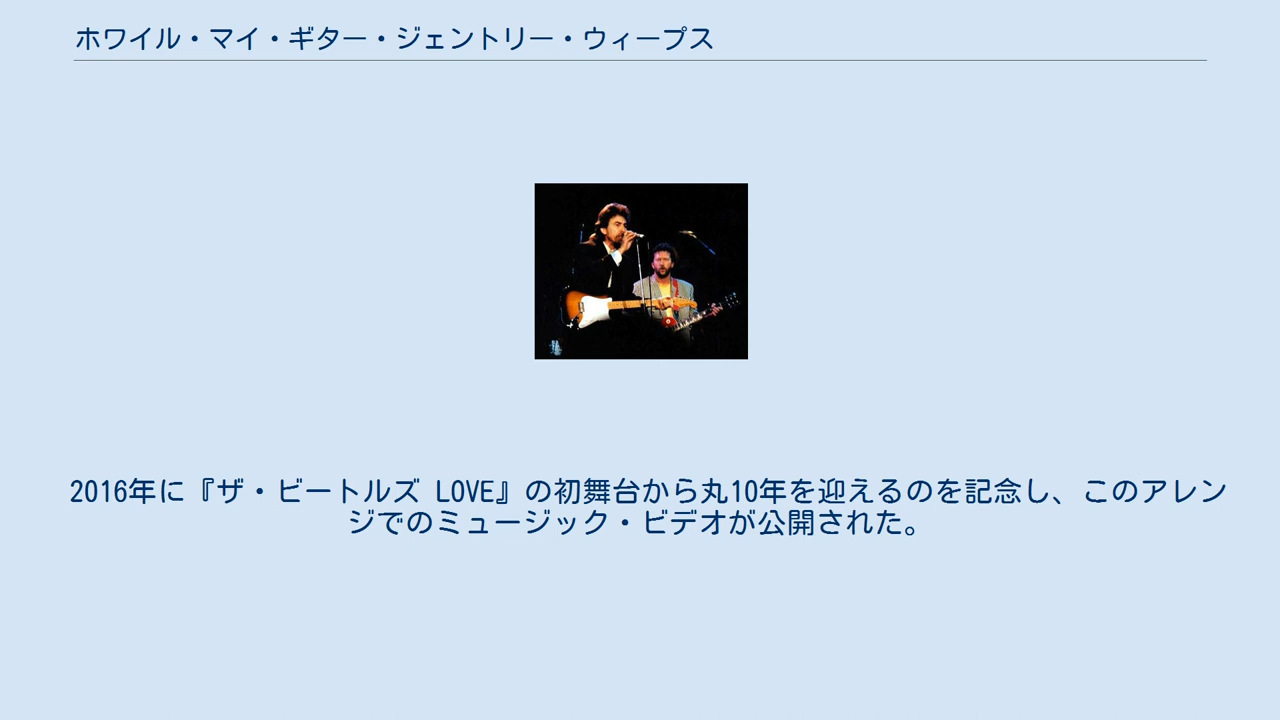 ホワイル・マイ・ギター・ジェントリー・ウィープス
2016年に『ザ・ビートルズ LOVE』の初舞台から丸10年を迎えるのを記念し、このアレン
ジでのミュージック・ビデオが公開された。